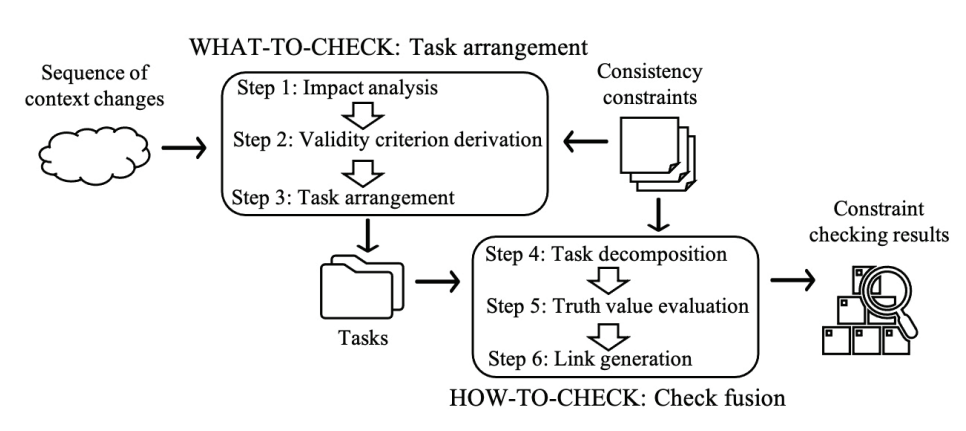 WHAT-TO-CHECK: Task arrangement
Sequence of
context changes
Step 1: Impact analysis
Step 2: Validity criterion derivation
Step 3: Task arrangement
Consistency
constraints
Tasks
Step 4: Task decomposition
Step 5: Truth value evaluation
Step 6: Link generation
HOW-TO-CHECK: Check fusion
Constraint
checking results